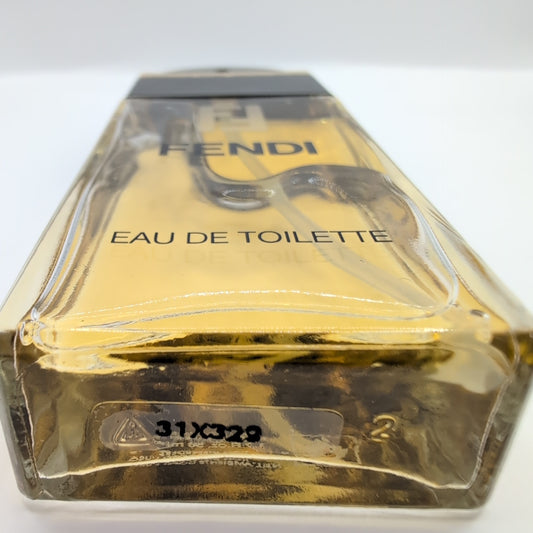 FENDI
EAU DE TOILETTE
31X329
2